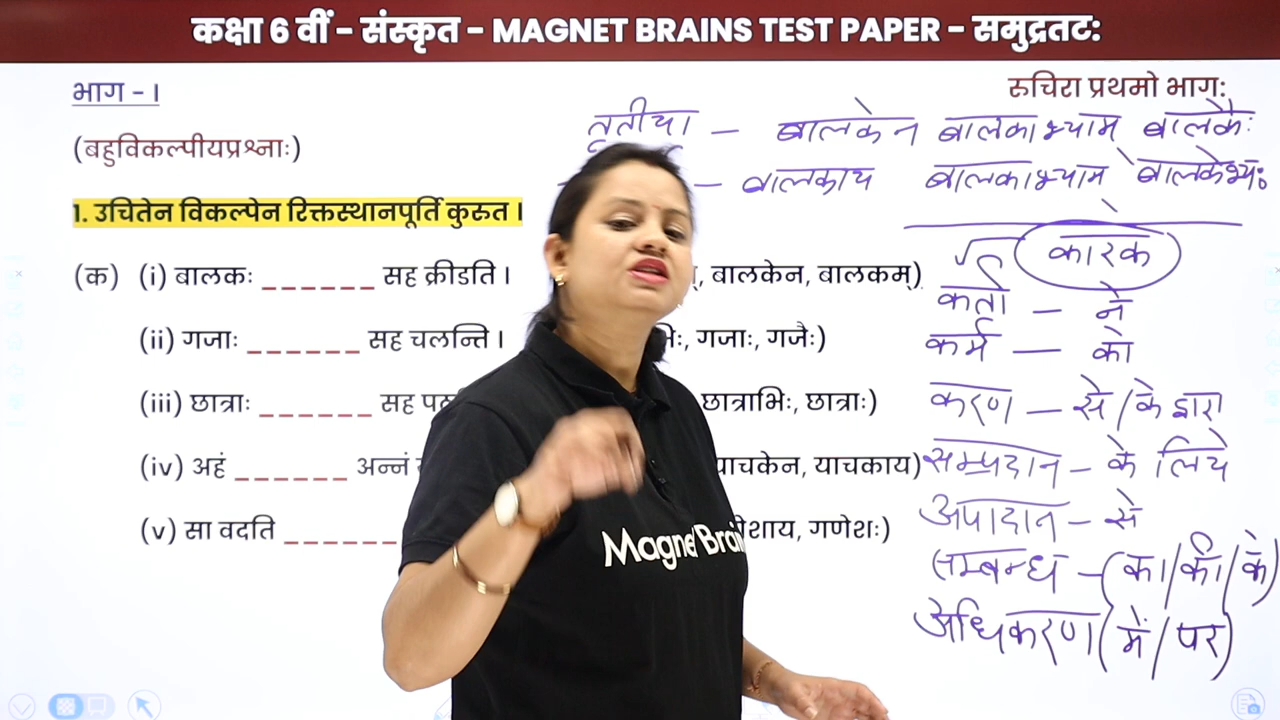 कक्षा 6 वीं - संस्कृत - MAGNET BRAINS TEST PAPER - समुद्रतट:
भाग - I
रुचिरा प्रथमो भाग:
(बहुविकल्पीयप्रश्ना:)
तृतीया — बालकेन बालकाभ्याम् बालकैः
— बालकाय बालकाभ्याम् बालकेभ्यः
1. उचितेन विकल्पेन रिक्तस्थानपूर्ति कुरुत।
कारक
(क) (i) बालकः ______ सह क्रीडति। बालकेन, बालकम्)
कर्ता — ने
(ii) गजाः ______ सह चलन्ति। गजाः, गजैः)
कर्म — को
(iii) छात्राः ______ सह छात्राभिः, छात्राः)
करण — से/के द्वारा
(iv) अहं ______ अन्नं याचकेन, याचकाय)
सम्प्रदान — के लिये
(v) सा वदति ______ गणेशः)
अपादान — से
सम्बन्ध — (का/की/के)
अधिकरण (में/पर)
Magnet Brains